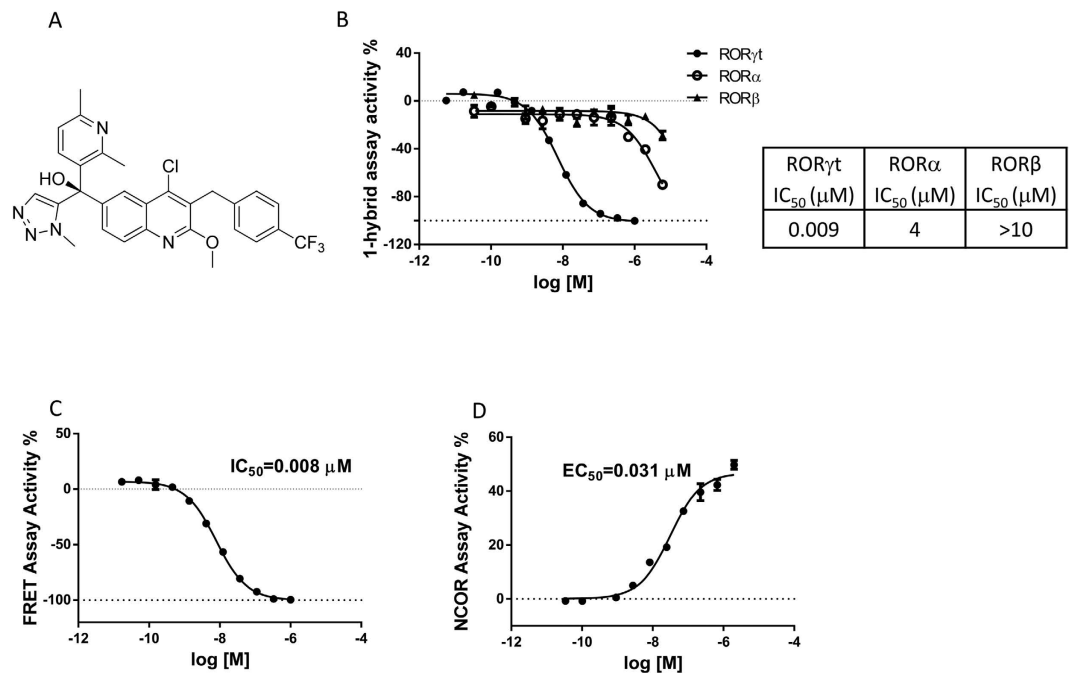 A
N
HO
Cl
N
N
N
N
O
CF3
B
1-hybrid assay activity %
40
0
-40
-80
-120
-12
-10
-8
-6
-4
log [M]
RORγt
RORα
RORβ
RORγt
IC50 (μM)
RORα
IC50 (μM)
RORβ
IC50 (μM)
0.009
4
>10
C
FRET Assay Activity %
50
0
-50
-100
-12
-10
-8
-6
-4
log [M]
IC50=0.008 μM
D
NCOR Assay Activity %
60
40
20
0
-12
-10
-8
-6
-4
log [M]
EC50=0.031 μM